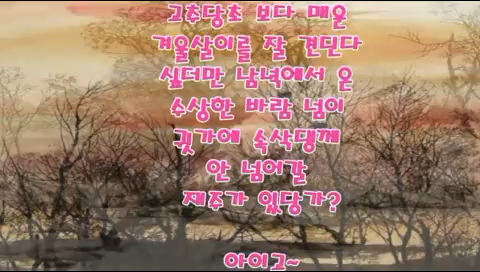 고추당초 보다 매운
겨울살이를 잘 견딘다
싶더만 남녘에서 온
수상한 바람 넘이
귓가에 속삭댕께
안 넘어갈
재주가 있당가?
아이고~